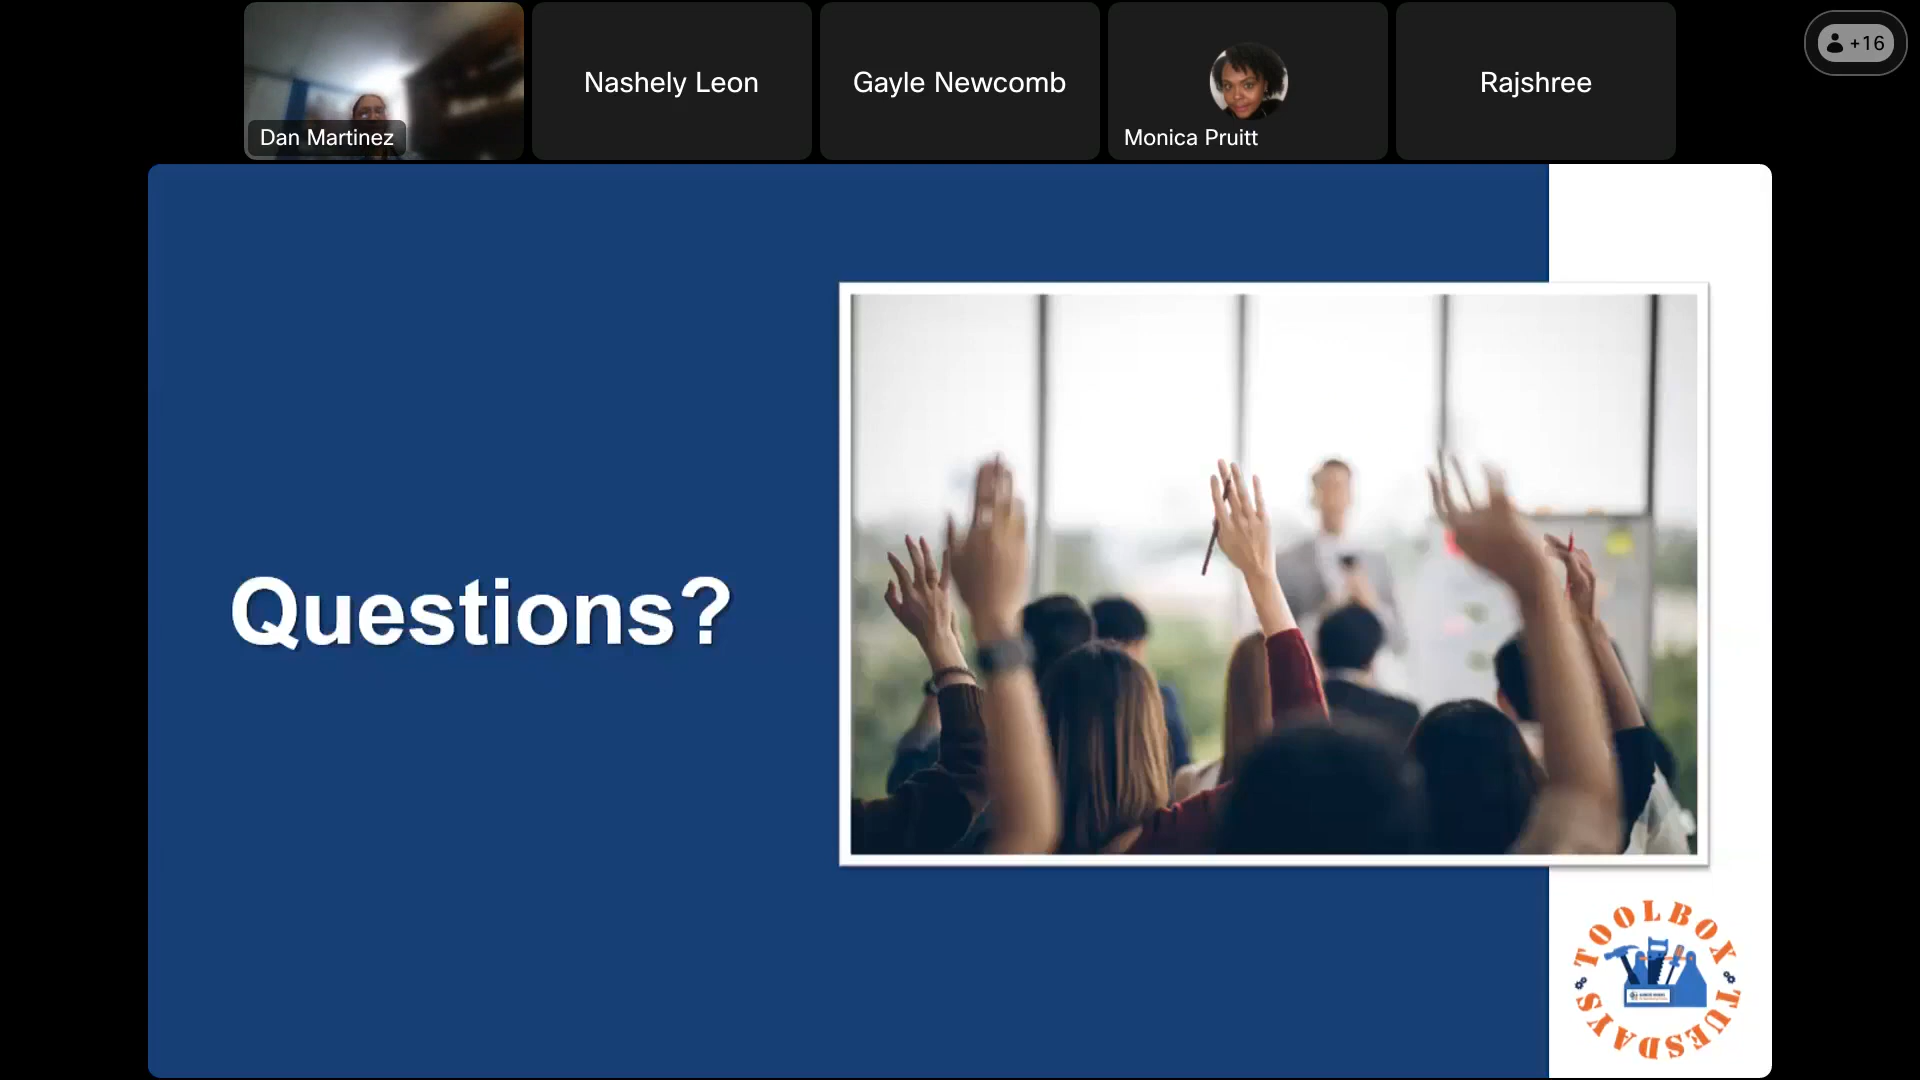 Dan Martinez
Nashely Leon
Gayle Newcomb
Monica Pruitt
Rajshree
+16
Questions?
TOOLBOX
TUESDAYS